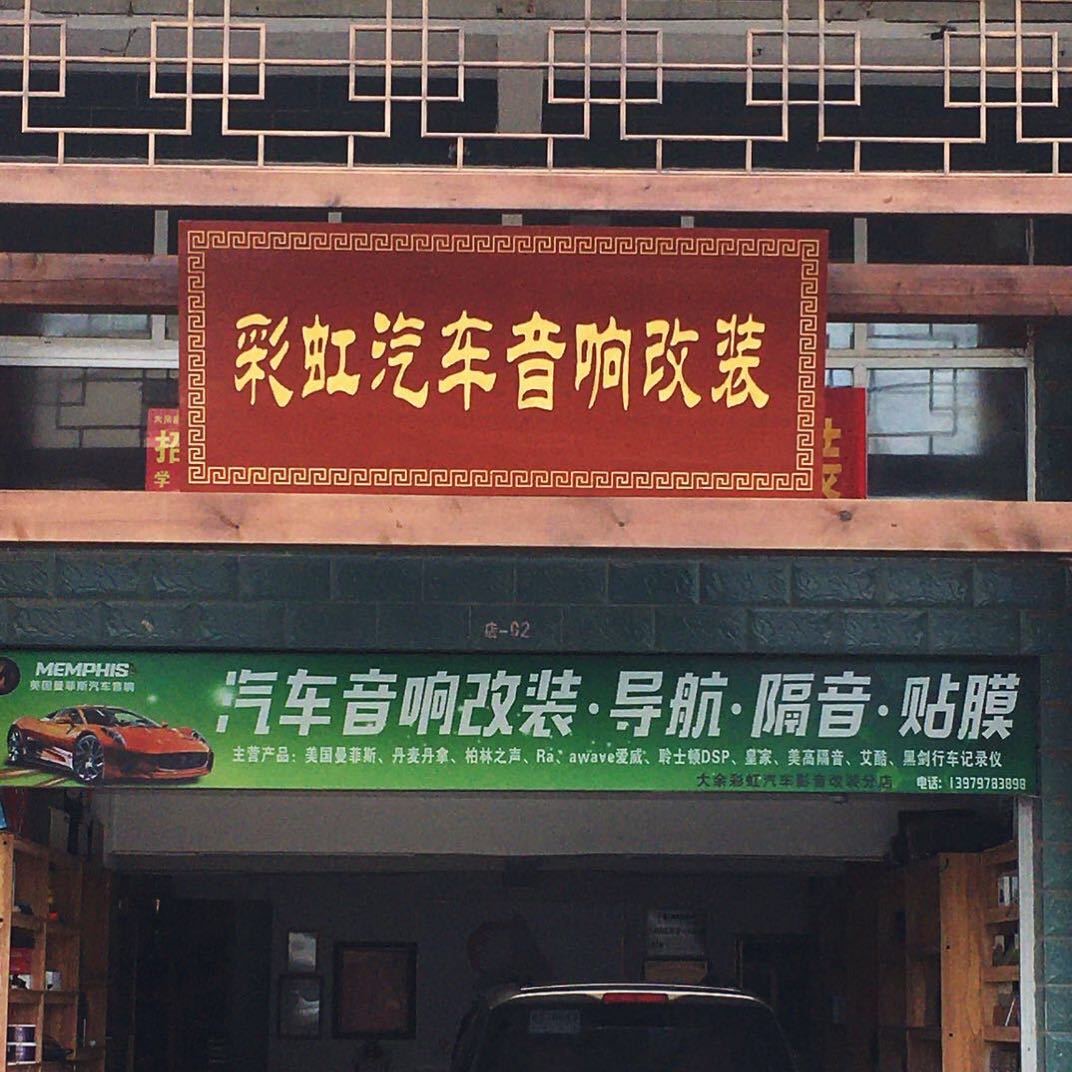 彩虹汽车音响改装
招
学
店-62
MEMPHIS
美国曼菲斯汽车音响
汽车音响改装·导航·隔音·贴膜
主营产品：美国曼菲斯、丹麦丹拿、柏林之声、Ra、awave爱威、聆士顿DSP、皇家、美高隔音、艾酷、黑剑行车记录仪
大余彩虹汽车影音改装分店
电话：13979783898